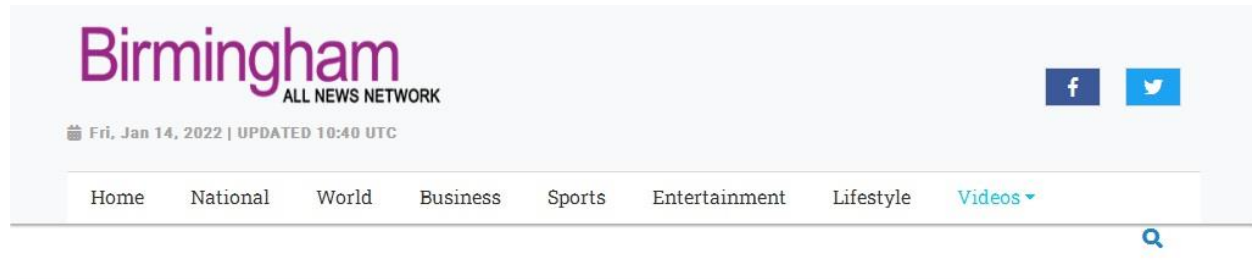 Birmingham
ALL NEWS NETWORK
Fri, Jan 14, 2022 | UPDATED 10:40 UTC
Home National World Business Sports Entertainment Lifestyle Videos